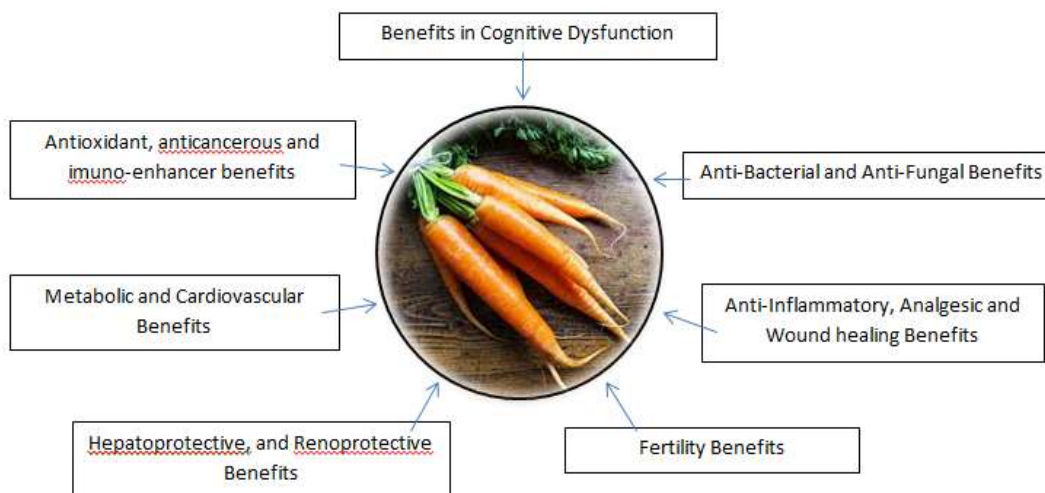 Benefits in Cognitive Dysfunction
Antioxidant, anticancerous and
imuno-enhancer benefits
Anti-Bacterial and Anti-Fungal Benefits
Metabolic and Cardiovascular
Benefits
Anti-Inflammatory, Analgesic and
Wound healing Benefits
Hepatoprotective, and Renoprotective
Benefits
Fertility Benefits